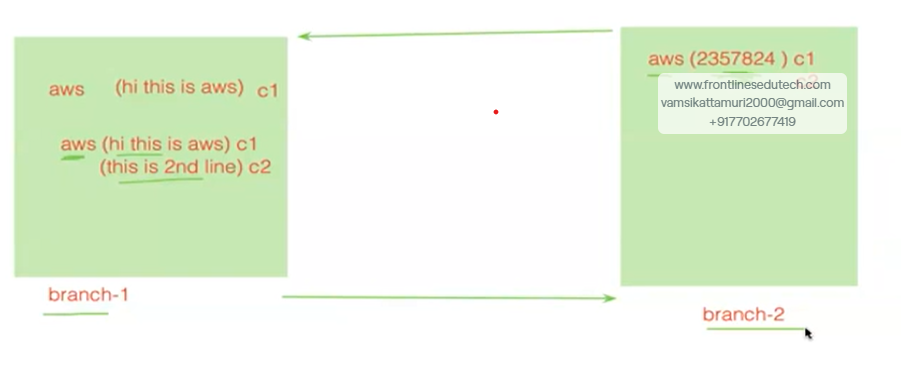 aws (hi this is aws) c1
aws (hi this is aws) c1
(this is 2nd line) c2
branch-1
aws (2357824 ) c1
c2
www.frontlinesedutech.com
vamsikattamuri2000@gmail.com
+917702677419
branch-2